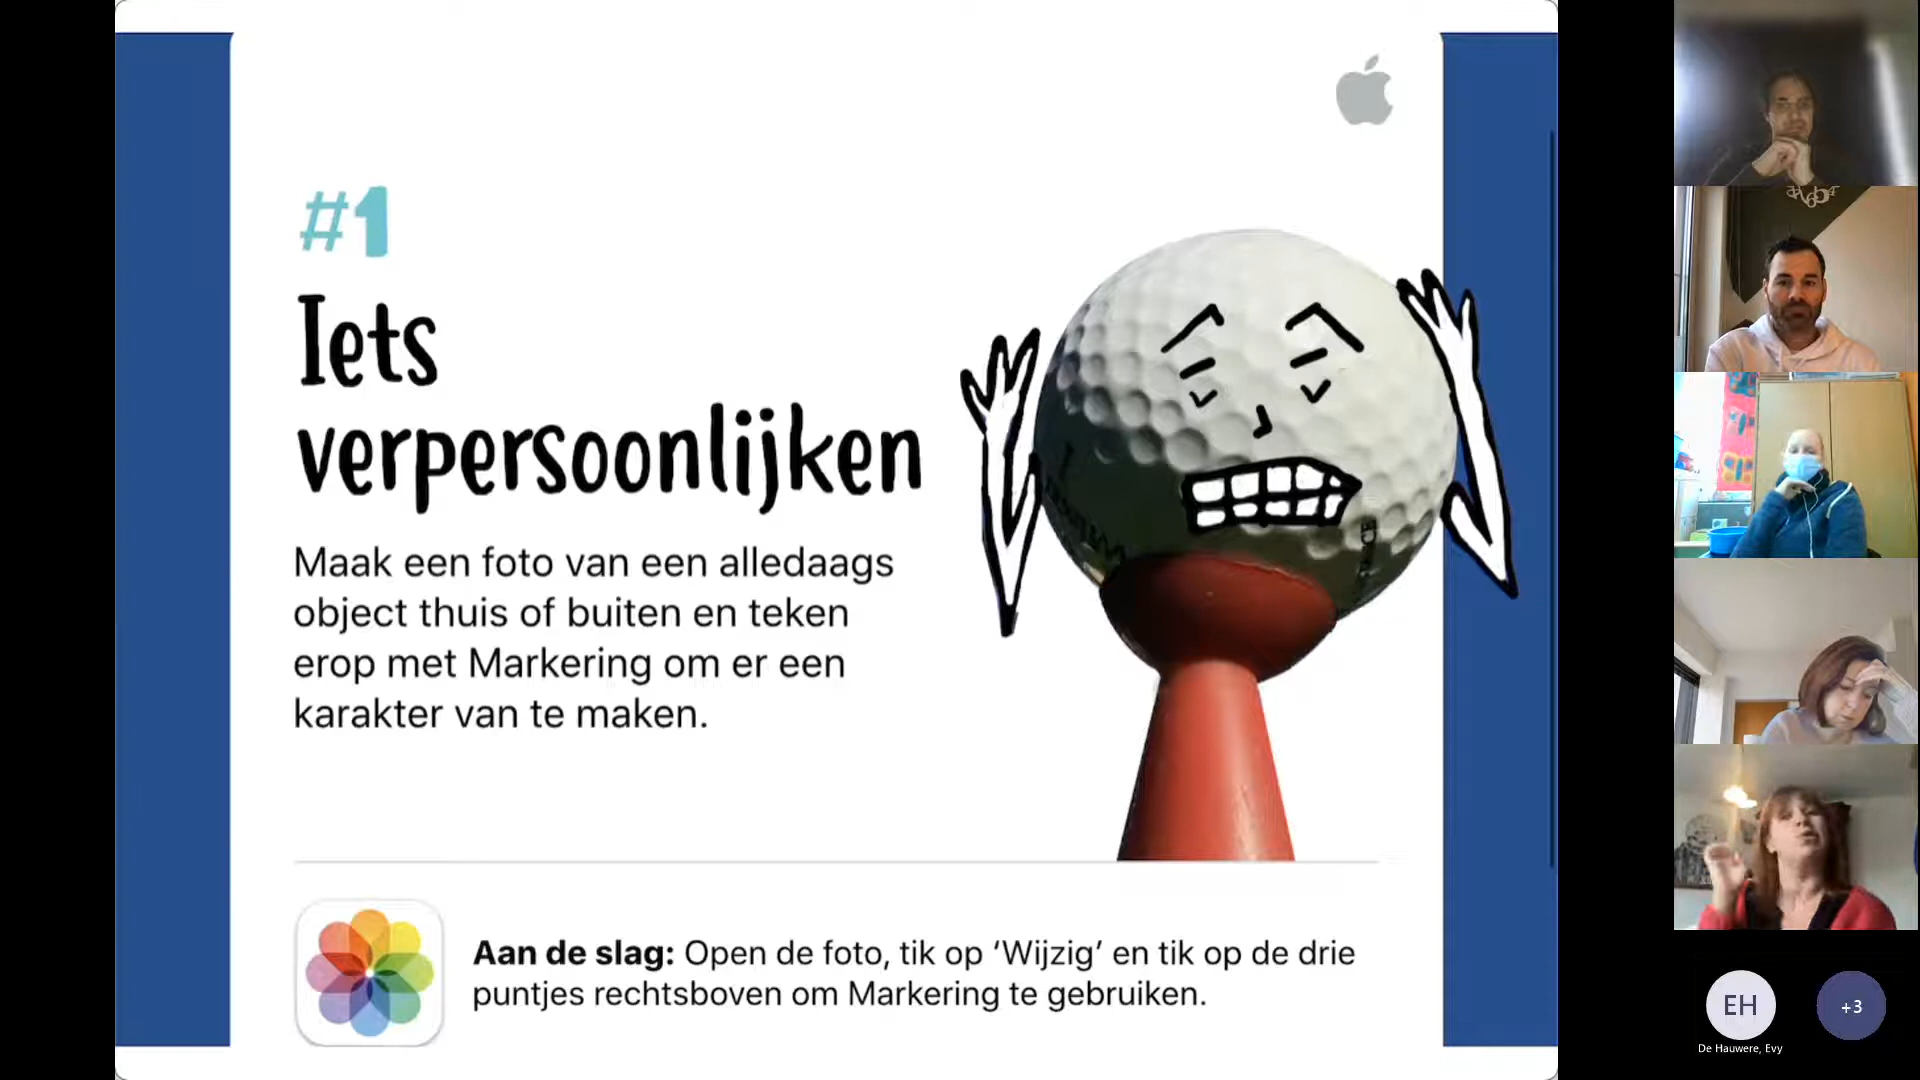 #1
Iets
verpersoonlijken
Maak een foto van een alledaags
object thuis of buiten en teken
erop met Markering om er een
karakter van te maken.
Aan de slag: Open de foto, tik op ‘Wijzig’ en tik op de drie
puntjes rechtsboven om Markering te gebruiken.
EH
+3
De Hauwere, Evy